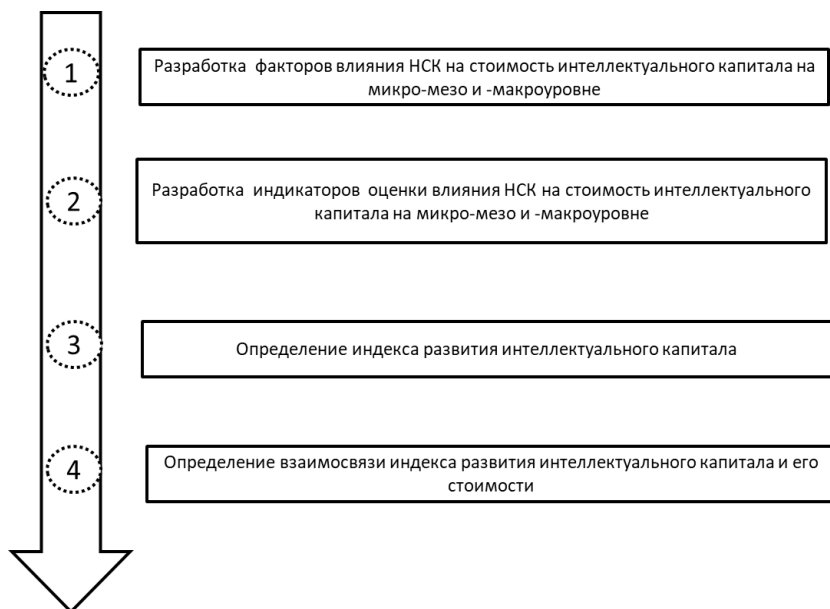 1
Разработка факторов влияния НСК на стоимость интеллектуального капитала на
микро-мезо и -макроуровне
2
Разработка индикаторов оценки влияния НСК на стоимость интеллектуального
капитала на микро-мезо и -макроуровне
3
Определение индекса развития интеллектуального капитала
4
Определение взаимосвязи индекса развития интеллектуального капитала и его
стоимости